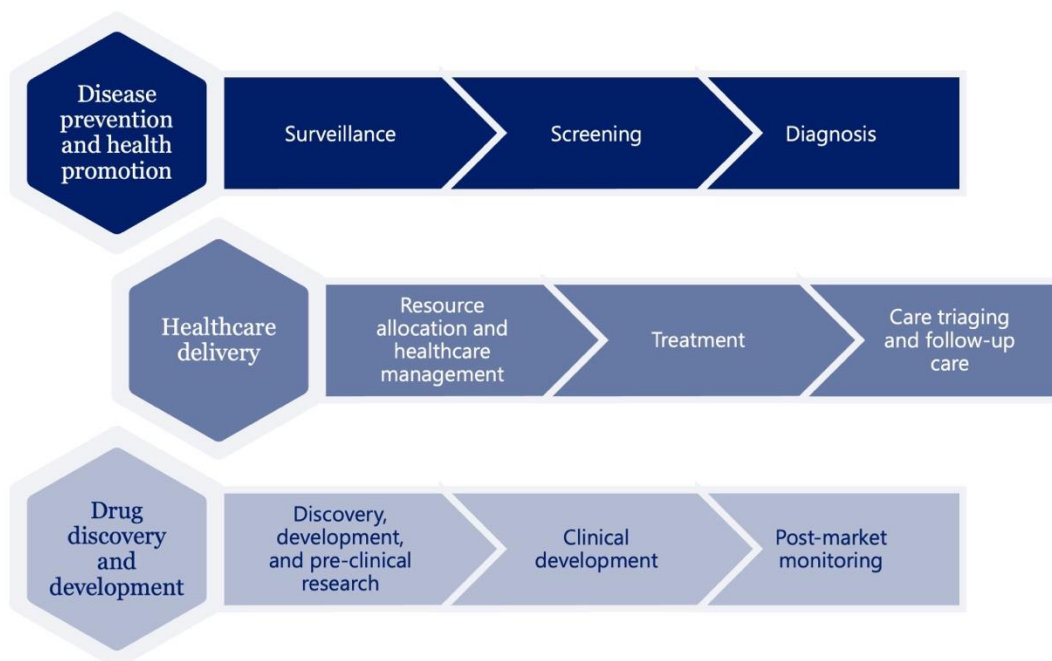 Disease
prevention
and health
promotion
Surveillance
Screening
Diagnosis
Healthcare
delivery
Resource
allocation and
healthcare
management
Treatment
Care triaging
and follow-up
care
Drug
discovery
and
development
Discovery,
development,
and pre-clinical
research
Clinical
development
Post-market
monitoring